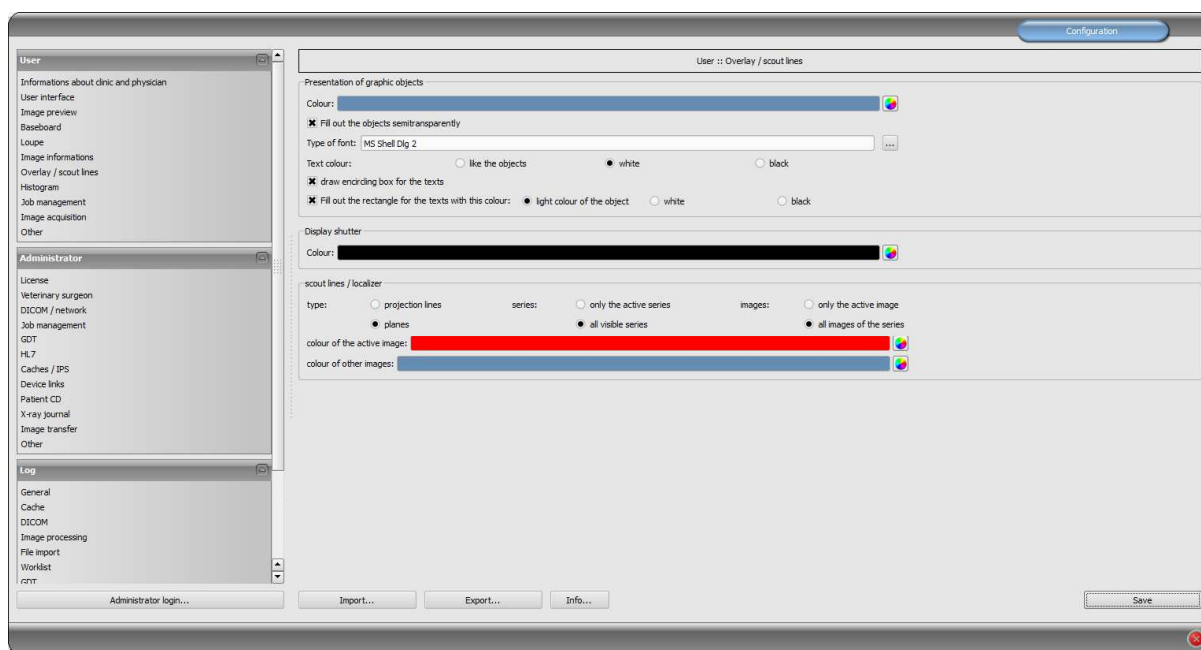 Configuration
User
Informations about clinic and physician
User interface
Image preview
Baseboard
Loupe
Image informations
Overlay / scout lines
Histogram
Job management
Image acquisition
Other
Administrator
License
Veterinary surgeon
DICOM / network
Job management
GDT
HL7
Caches / IPS
Device links
Patient CD
X-ray journal
Image transfer
Other
Log
General
Cache
DICOM
Image processing
File import
Worklist
GDT
Administrator login...
User :: Overlay / scout lines
Presentation of graphic objects
Colour:
Fill out the objects semitransparently
Type of font: MS Shell Dlg 2 ...
Text colour: like the objects white black
draw encirding box for the texts
Fill out the rectangle for the texts with this colour: light colour of the object white black
Display shutter
Colour:
scout lines / localizer
type: projection lines series: only the active series images: only the active image
planes all visible series all images of the series
colour of the active image:
colour of other images:
Import... Export... Info... Save